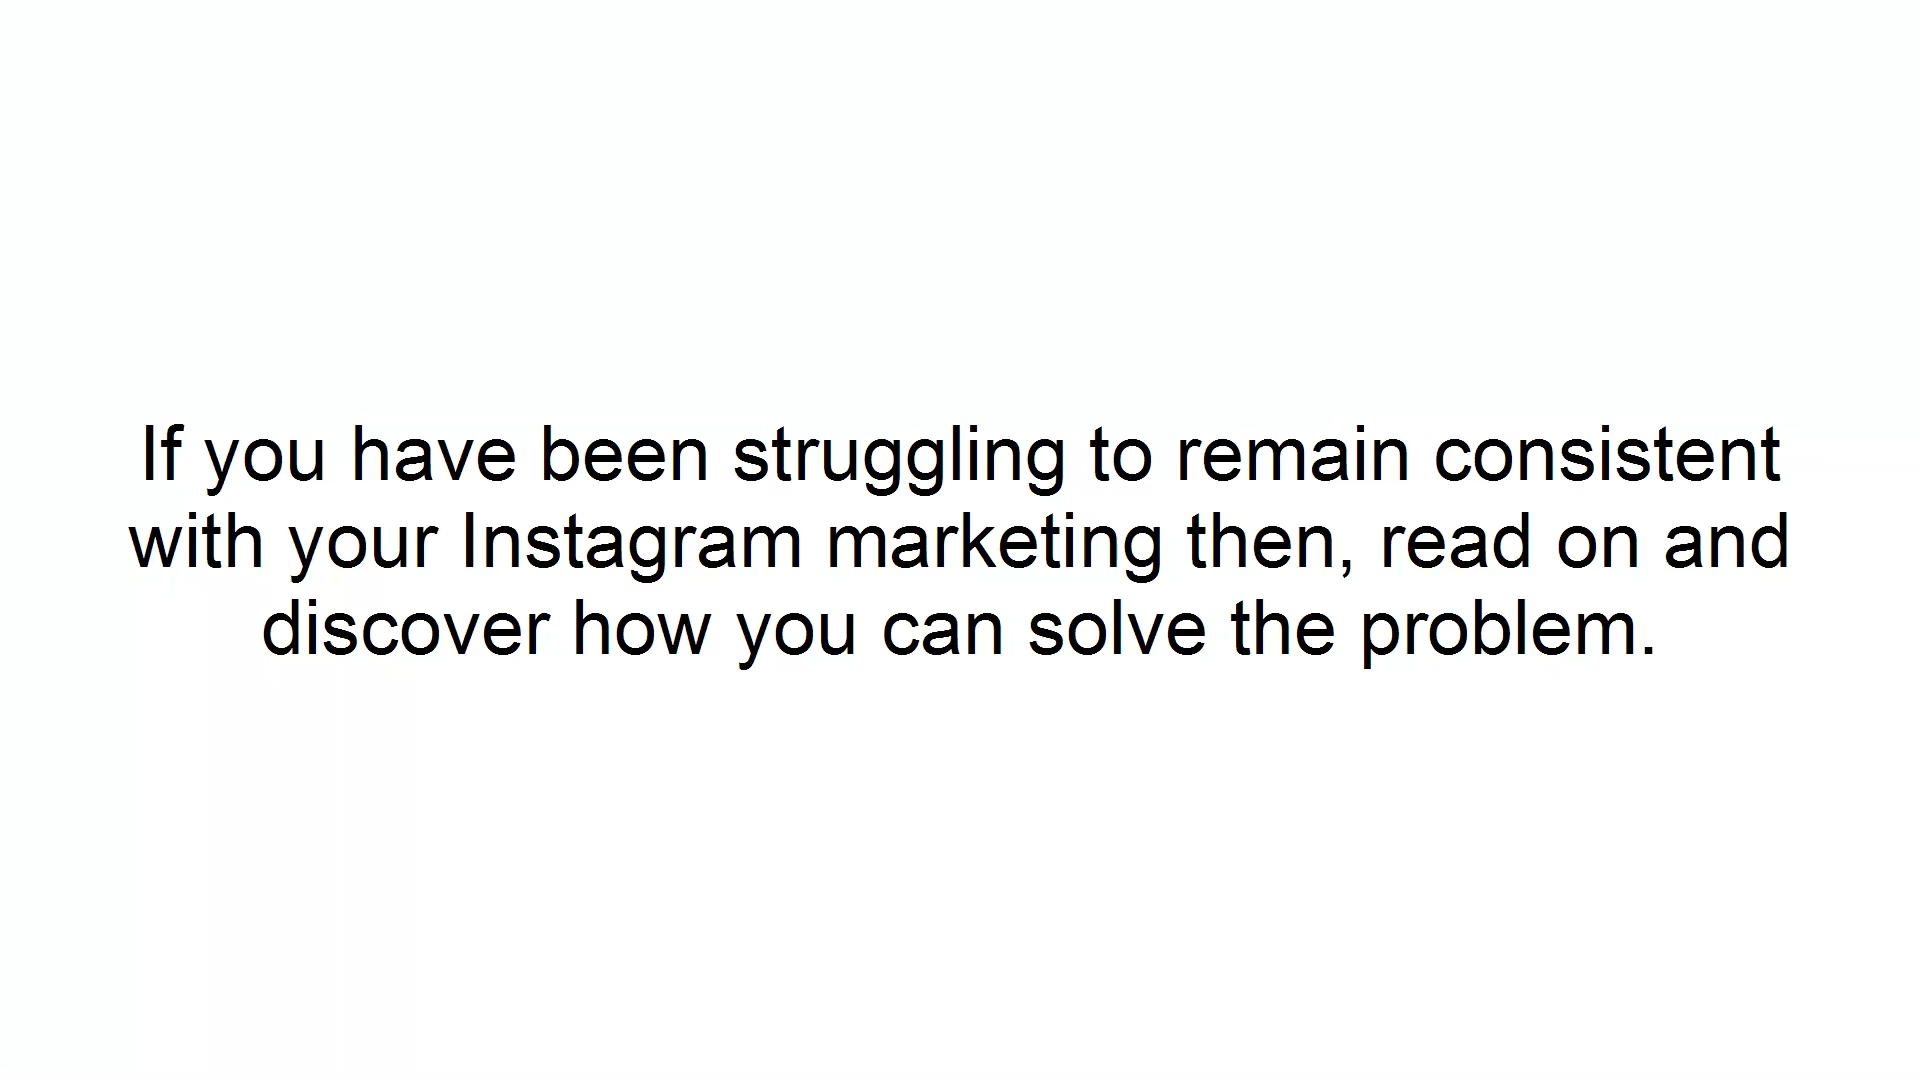 If you have been struggling to remain consistent
with your Instagram marketing then, read on and
discover how you can solve the problem.